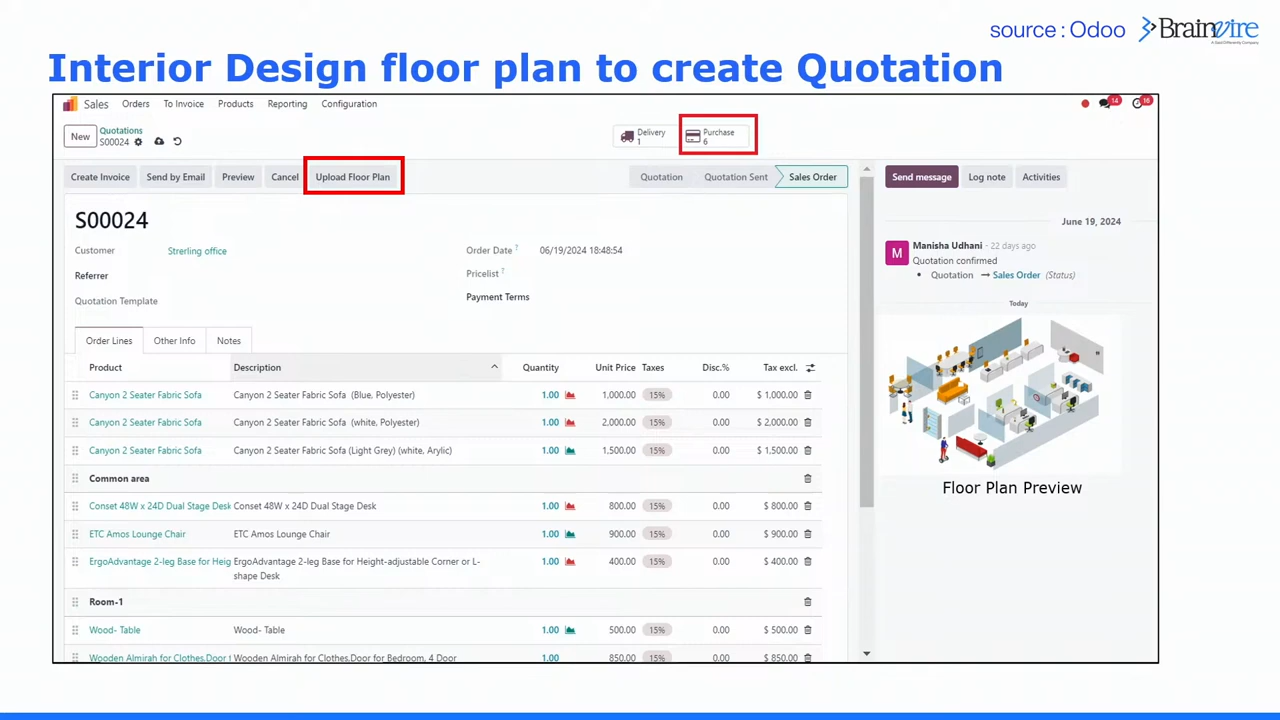 source : Odoo
Brainvire
Interior Design floor plan to create Quotation
Sales Orders To Invoice Products Reporting Configuration 14 16
New Quotations Delivery Purchase
S00024 1 6
Create Invoice Send by Email Preview Cancel Upload Floor Plan Quotation Quotation Sent Sales Order Send message Log note Activities
S00024
June 19, 2024
Customer Strerling office Order Date ? 06/19/2024 18:48:54
M Manisha Udhani - 22 days ago
Quotation confirmed
Referrer Pricelist ?
• Quotation → Sales Order (Status)
Quotation Template Payment Terms
Today
Order Lines Other Info Notes
Product Description Quantity Unit Price Taxes Disc.% Tax excl.
Canyon 2 Seater Fabric Sofa Canyon 2 Seater Fabric Sofa (Blue, Polyester) 1.00 1,000.00 15% 0.00 $ 1,000.00
Canyon 2 Seater Fabric Sofa Canyon 2 Seater Fabric Sofa (white, Polyester) 1.00 2,000.00 15% 0.00 $ 2,000.00
Canyon 2 Seater Fabric Sofa Canyon 2 Seater Fabric Sofa (Light Grey) (white, Arylic) 1.00 1,500.00 15% 0.00 $ 1,500.00
Common area
Floor Plan Preview
Conset 48W x 24D Dual Stage Desk Conset 48W x 24D Dual Stage Desk 1.00 800.00 15% 0.00 $ 800.00
ETC Amos Lounge Chair ETC Amos Lounge Chair 1.00 900.00 15% 0.00 $ 900.00
ErgoAdvantage 2-leg Base for Heig ErgoAdvantage 2-leg Base for Height-adjustable Corner or L- 1.00 400.00 15% 0.00 $ 400.00
shape Desk
Room-1
Wood- Table Wood- Table 1.00 500.00 15% 0.00 $ 500.00
Wooden Almirah for Clothes,Door t Wooden Almirah for Clothes,Door for Bedroom, 4 Door 1.00 850.00 15% 0.00 $ 850.00